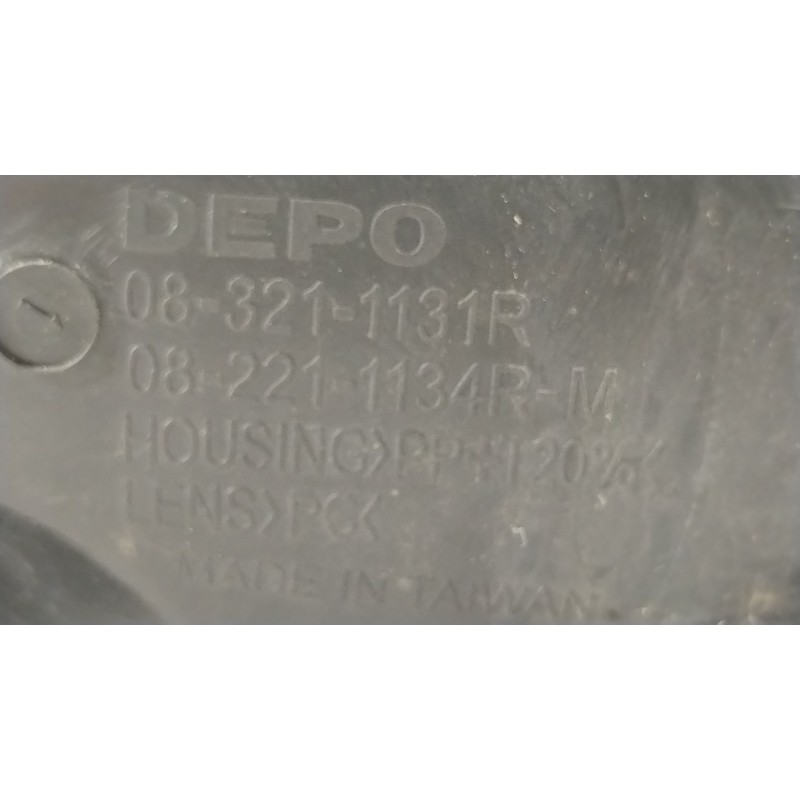 DEPO
08-321-1131R
08-221-1134R-M
HOUSING>PP+T20%<
LENS>PC<
MADE IN TAIWAN